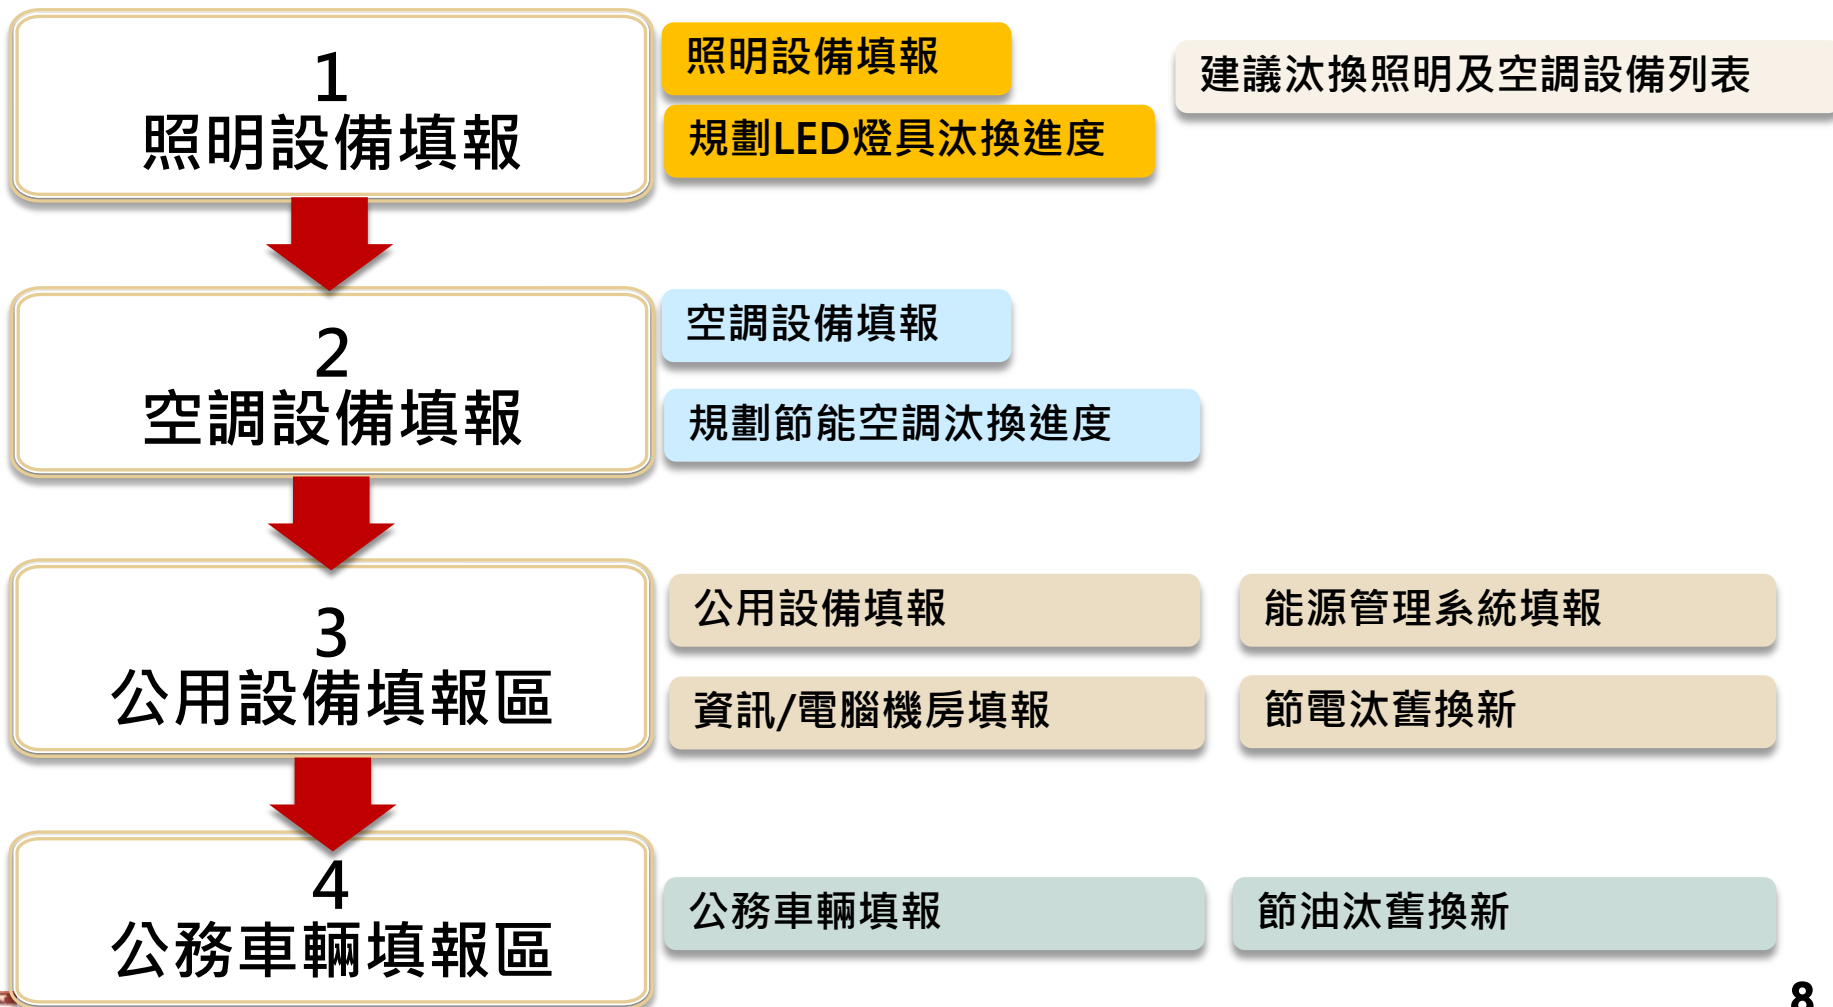 1
照明設備填報
照明設備填報
規劃LED燈具汰換進度
建議汰換照明及空調設備列表
2
空調設備填報
空調設備填報
規劃節能空調汰換進度
3
公用設備填報區
公用設備填報
能源管理系統填報
資訊/電腦機房填報
節電汰舊換新
4
公務車輛填報區
公務車輛填報
節油汰舊換新
8